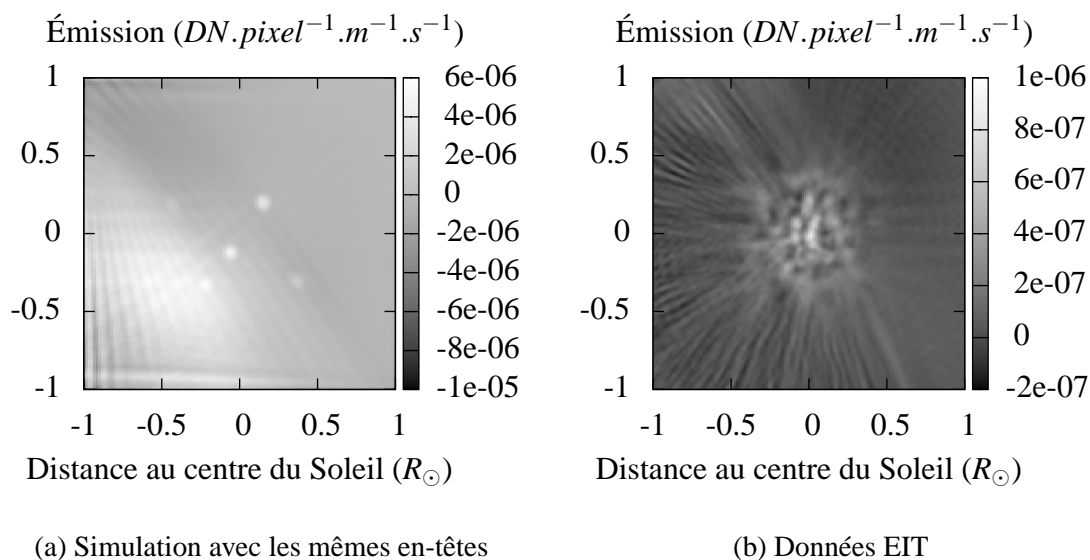 Émission (DN.pixel⁻¹.m⁻¹.s⁻¹)
1
0.5
0
-0.5
-1
-1 -0.5 0 0.5 1
6e-06
4e-06
2e-06
0
-2e-06
-4e-06
-6e-06
-8e-06
-1e-05
Distance au centre du Soleil (R☉)
(a) Simulation avec les mêmes en-têtes
Émission (DN.pixel⁻¹.m⁻¹.s⁻¹)
1
0.5
0
-0.5
-1
-1 -0.5 0 0.5 1
1e-06
8e-07
6e-07
4e-07
2e-07
0
-2e-07
Distance au centre du Soleil (R☉)
(b) Données EIT